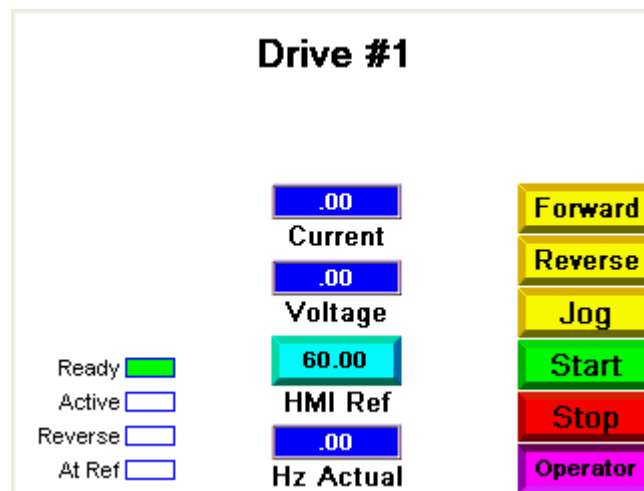 Drive #1
.00
Current
.00
Voltage
60.00
HMI Ref
.00
Hz Actual
Ready
Active
Reverse
At Ref
Forward
Reverse
Jog
Start
Stop
Operator